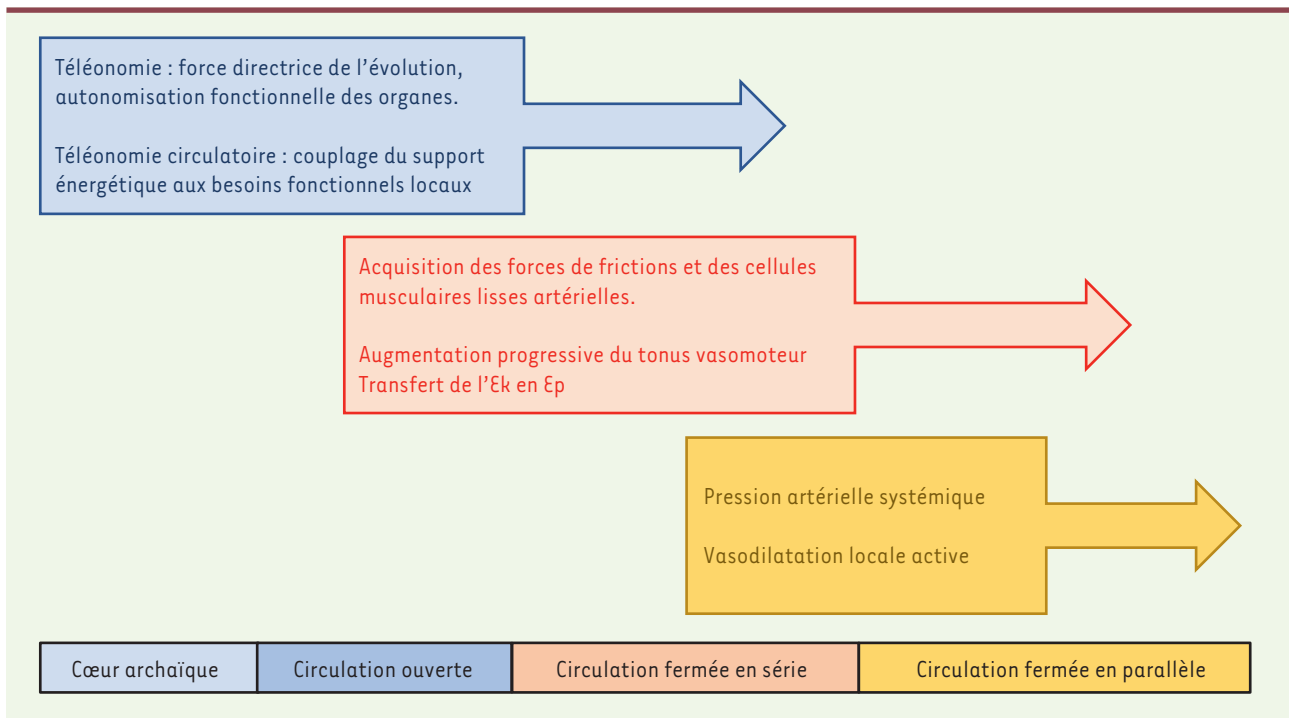 Téléonomie : force directrice de l'évolution,
autonomisation fonctionnelle des organes.
Téléonomie circulatoire : couplage du support
énergétique aux besoins fonctionnels locaux
Acquisition des forces de frictions et des cellules
musculaires lisses artérielles.
Augmentation progressive du tonus vasomoteur
Transfert de l'Ek en Ep
Pression artérielle systémique
Vasodilatation locale active
Cœur archaïque
Circulation ouverte
Circulation fermée en série
Circulation fermée en parallèle